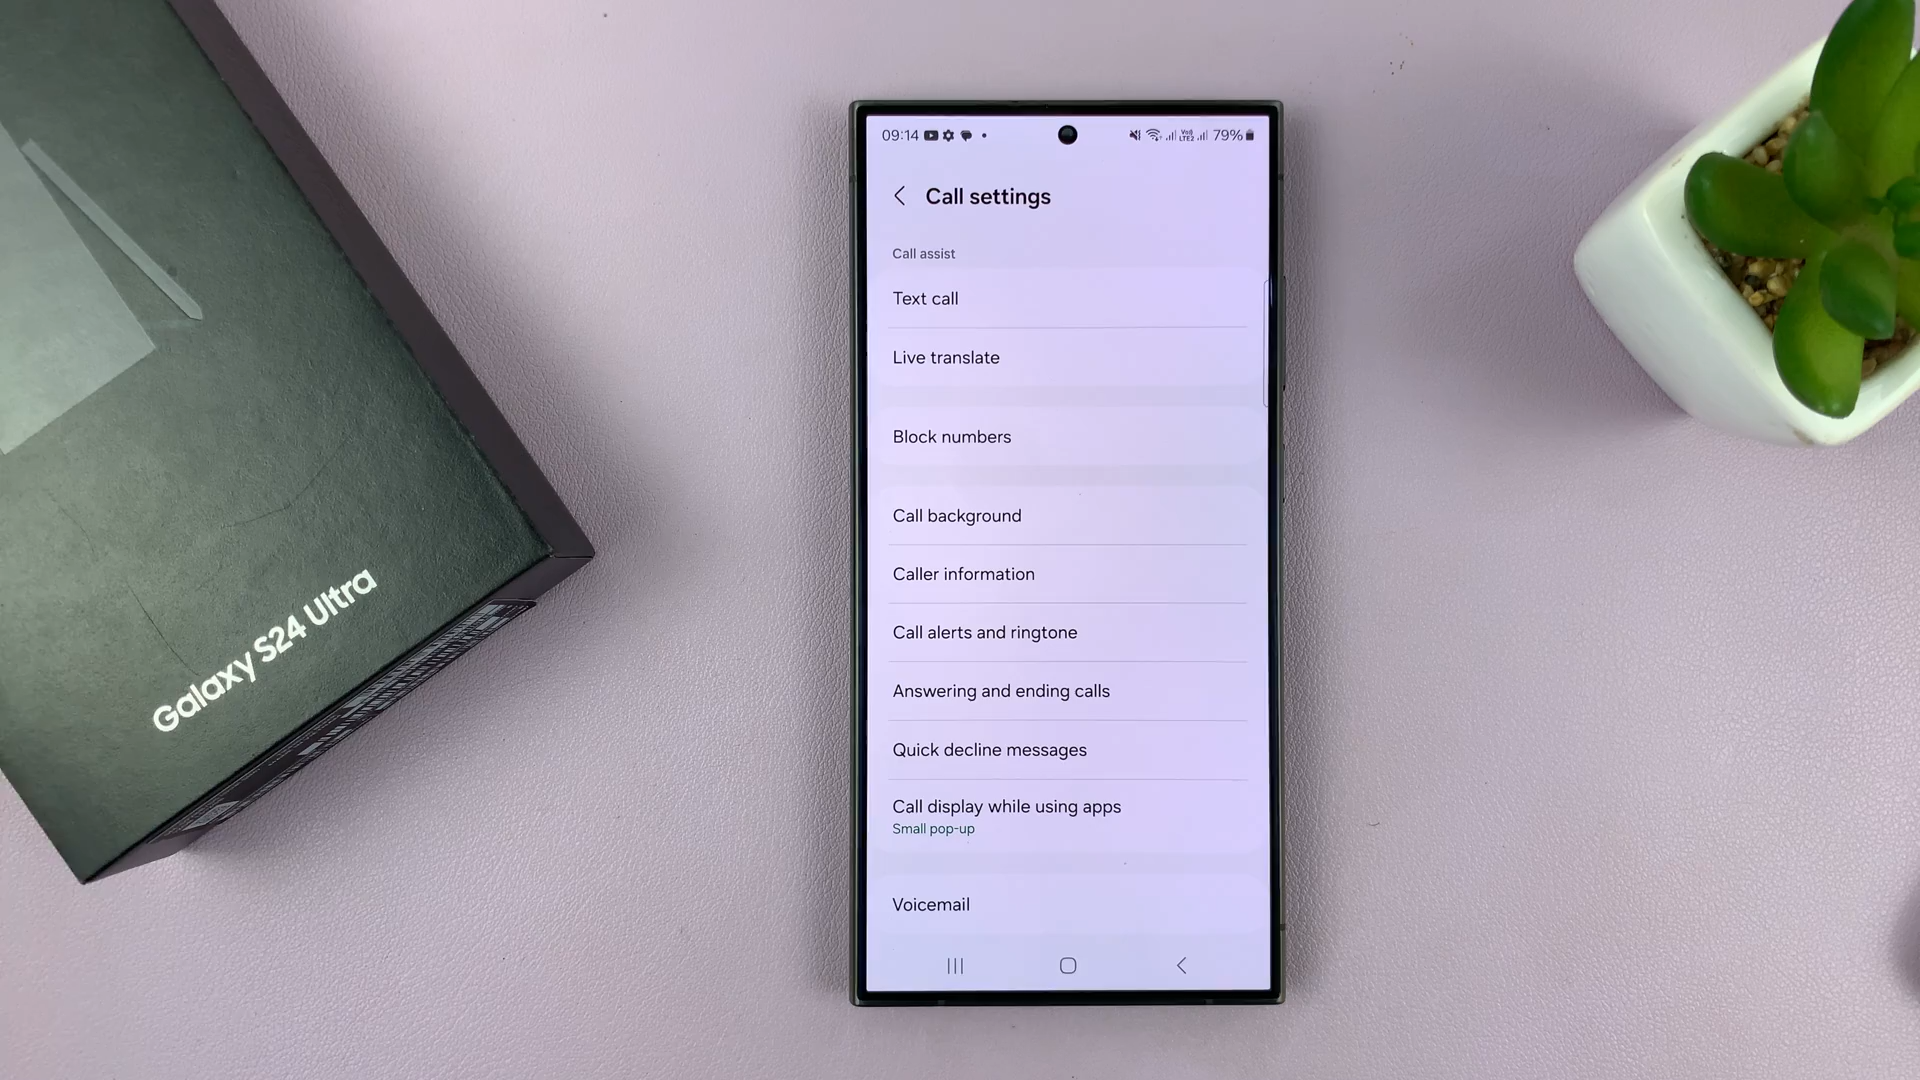 Galaxy S24 Ultra
09:14
79%
Call settings
Call assist
Text call
Live translate
Block numbers
Call background
Caller information
Call alerts and ringtone
Answering and ending calls
Quick decline messages
Call display while using apps
Small pop-up
Voicemail